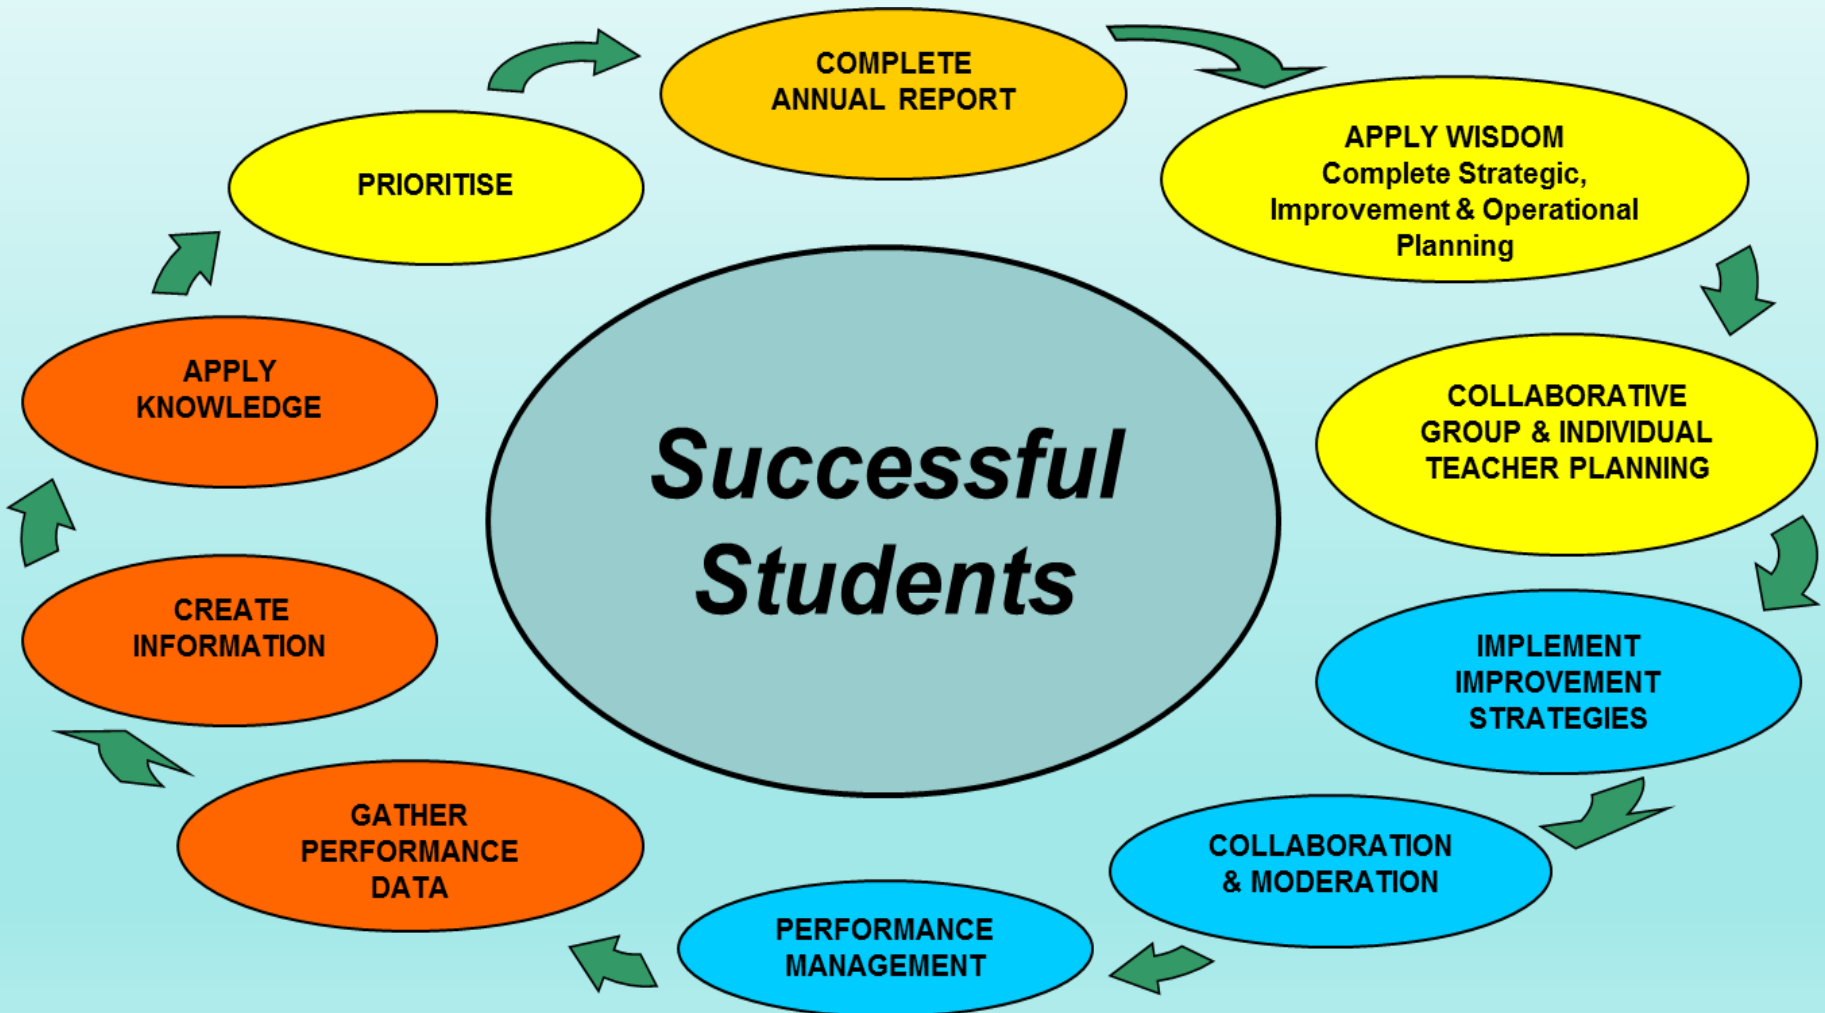 COMPLETE
ANNUAL REPORT
APPLY WISDOM
Complete Strategic,
Improvement & Operational
Planning
COLLABORATIVE
GROUP & INDIVIDUAL
TEACHER PLANNING
IMPLEMENT
IMPROVEMENT
STRATEGIES
COLLABORATION
& MODERATION
PERFORMANCE
MANAGEMENT
GATHER
PERFORMANCE
DATA
CREATE
INFORMATION
APPLY
KNOWLEDGE
PRIORITISE
Successful
Students